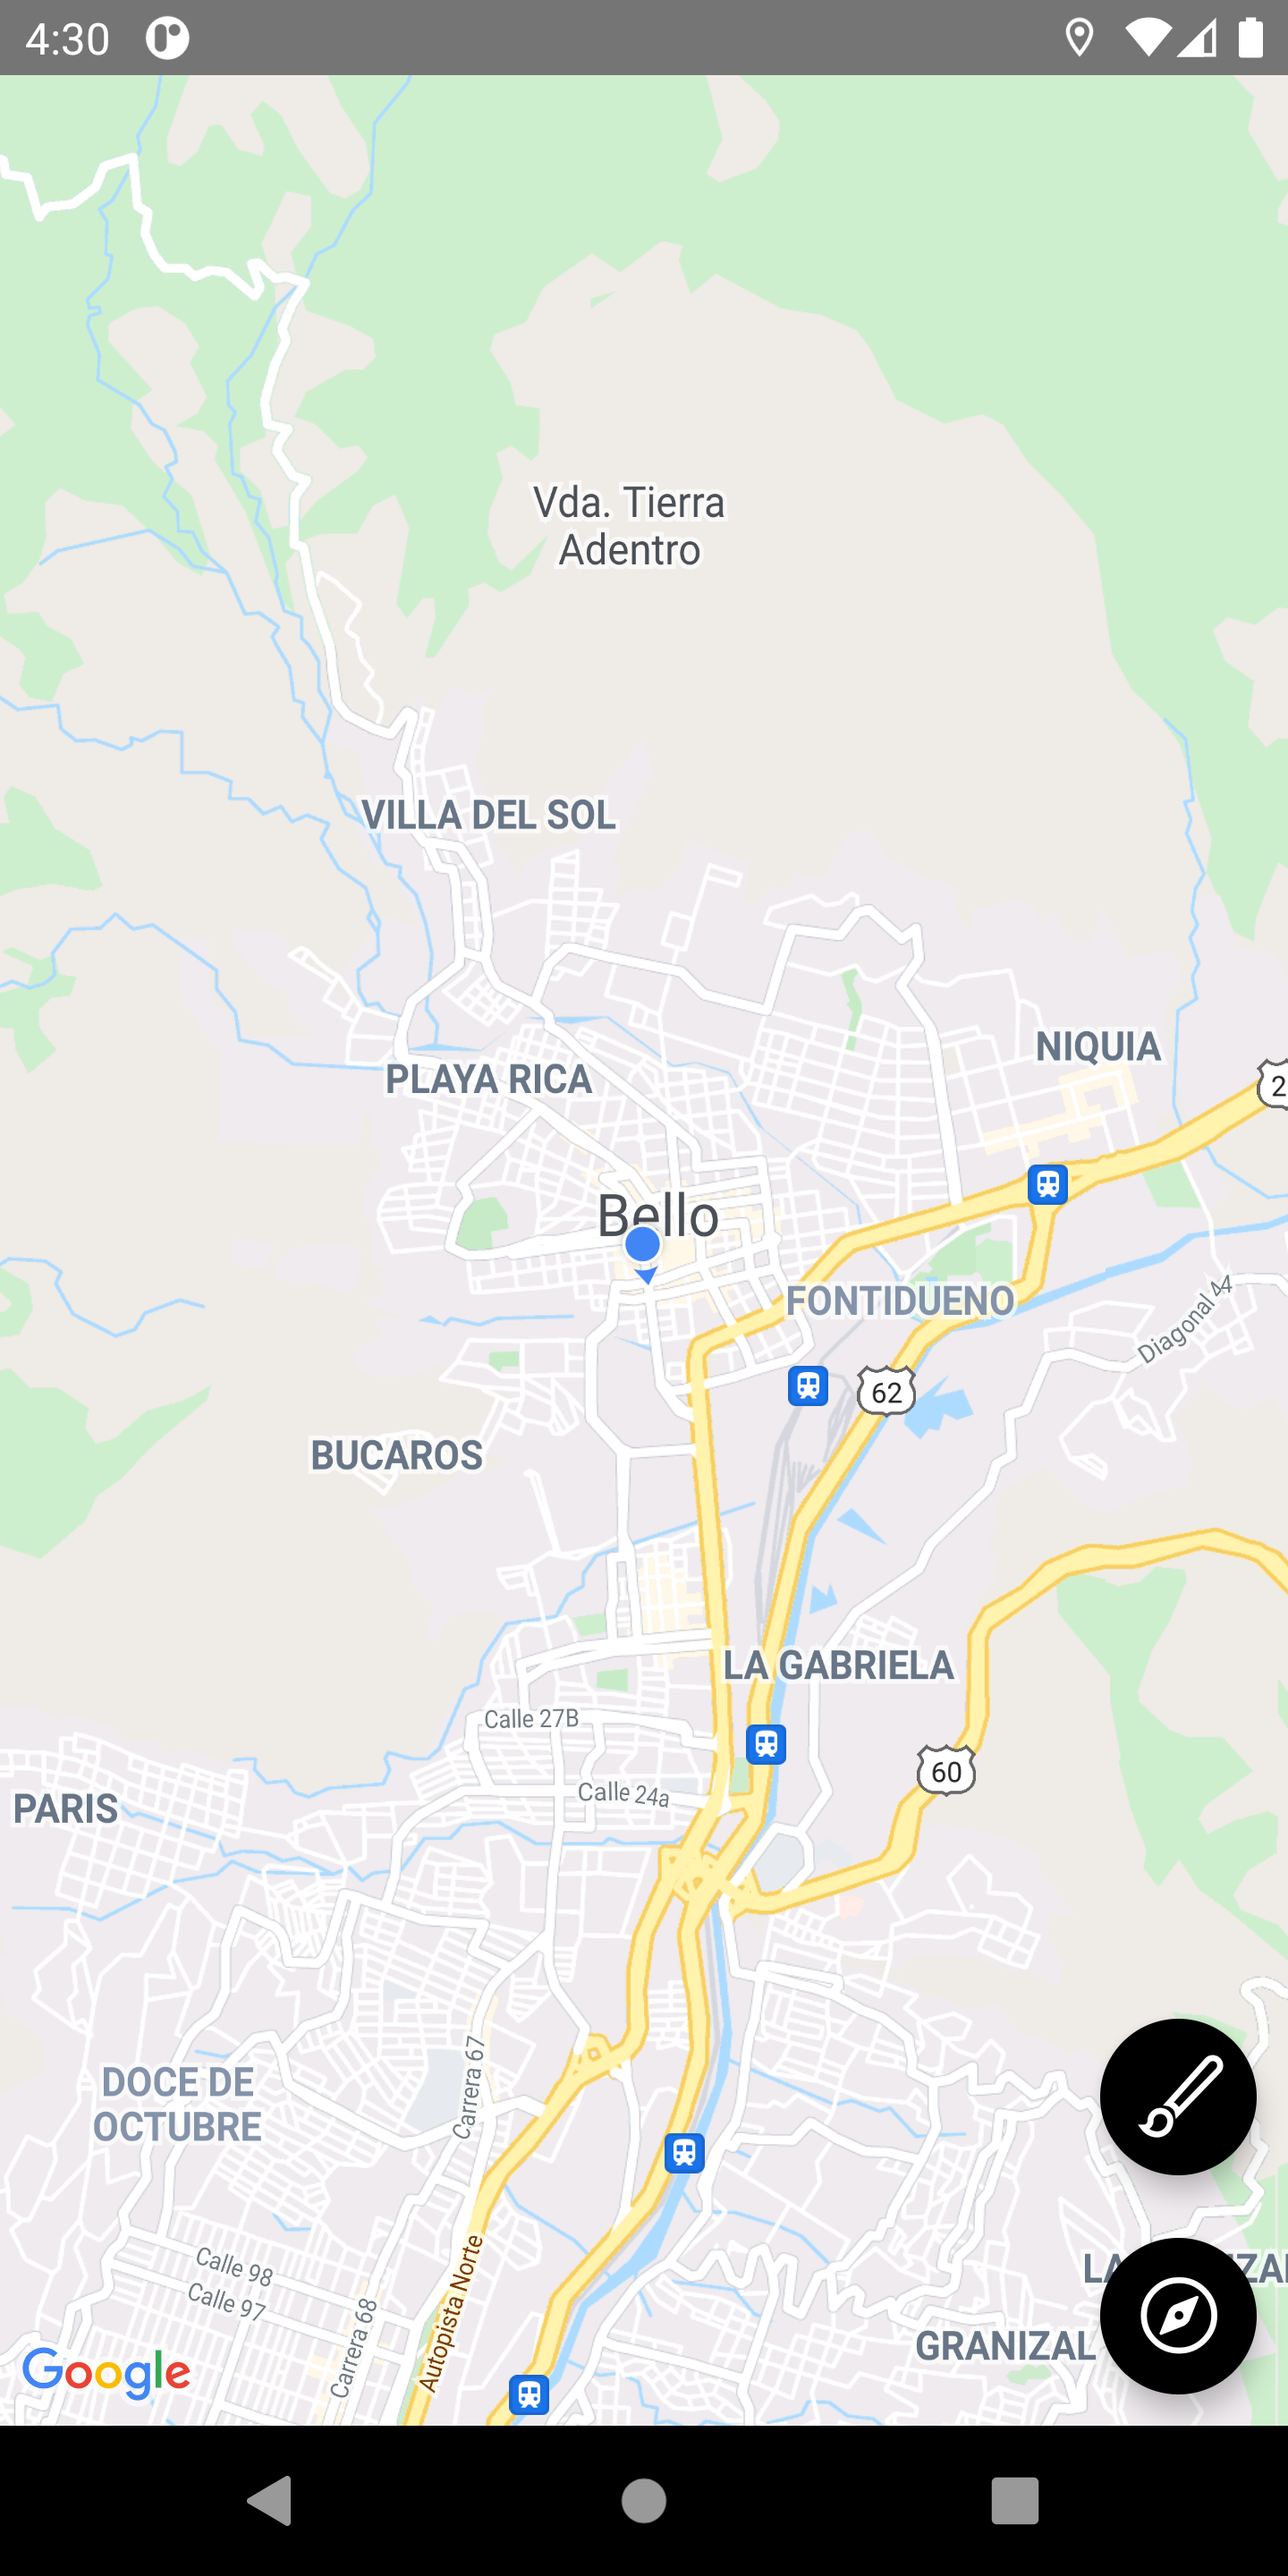 4:30
Vda. Tierra
Adentro
VILLA DEL SOL
NIQUIA
PLAYA RICA
2
Bello
FONTIDUENO
Diagonal 44
62
BUCAROS
LA GABRIELA
Calle 27B
60
Calle 24a
PARIS
Carrera 67
DOCE DE
OCTUBRE
Autopista Norte
Calle 98
Calle 97
Carrera 68
GRANIZAL
Google